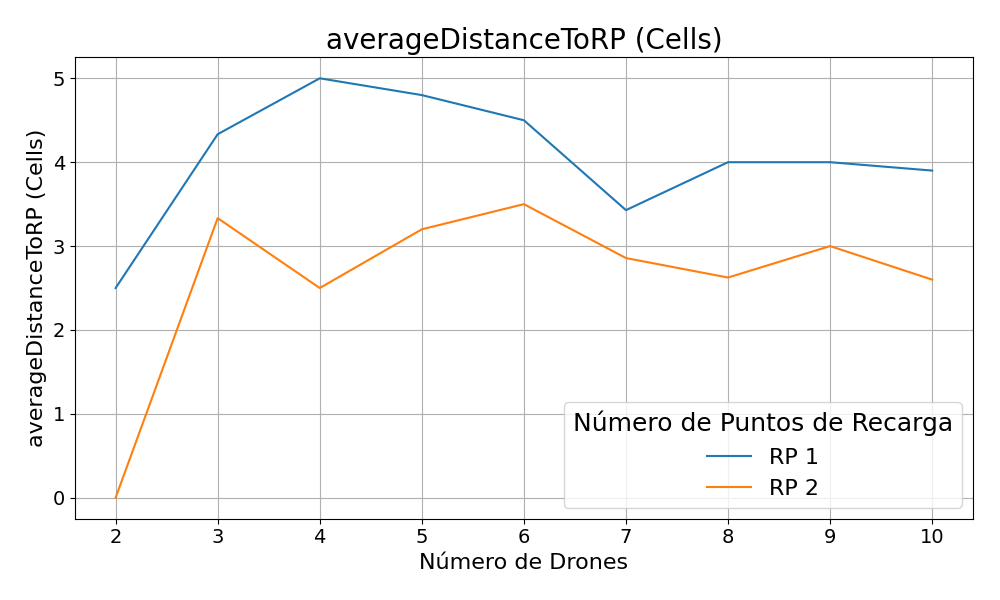 averageDistanceToRP (Cells)
averageDistanceToRP (Cells)
5
4
3
2
1
0
Número de Puntos de Recarga
RP 1
RP 2
2 3 4 5 6 7 8 9 10
Número de Drones